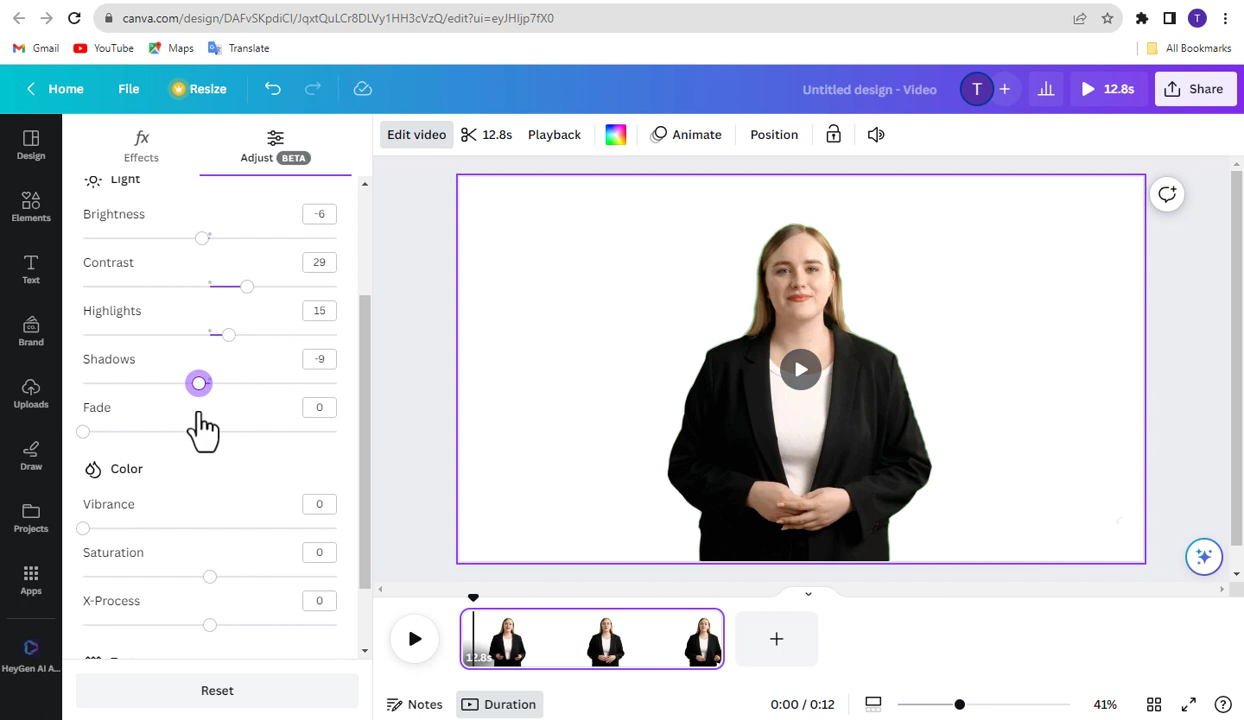 canva.com/design/DAFvSKpdiCI/JqxtQuLCr8DLVy1HH3cVzQ/edit?ui=eyJHIjp7fX0
T
Gmail YouTube Maps Translate All Bookmarks
Home File Resize Untitled design - Video T + 12.8s Share
fx
Effects
Adjust BETA
Edit video 12.8s Playback Animate Position
Design
Elements
Text
Brand
Uploads
Draw
Projects
Apps
HeyGen AI A...
Light
Brightness -6
Contrast 29
Highlights 15
Shadows -9
Fade 0
Color
Vibrance 0
Saturation 0
X-Process 0
Reset
12.8s
Notes Duration 0:00 / 0:12 41%